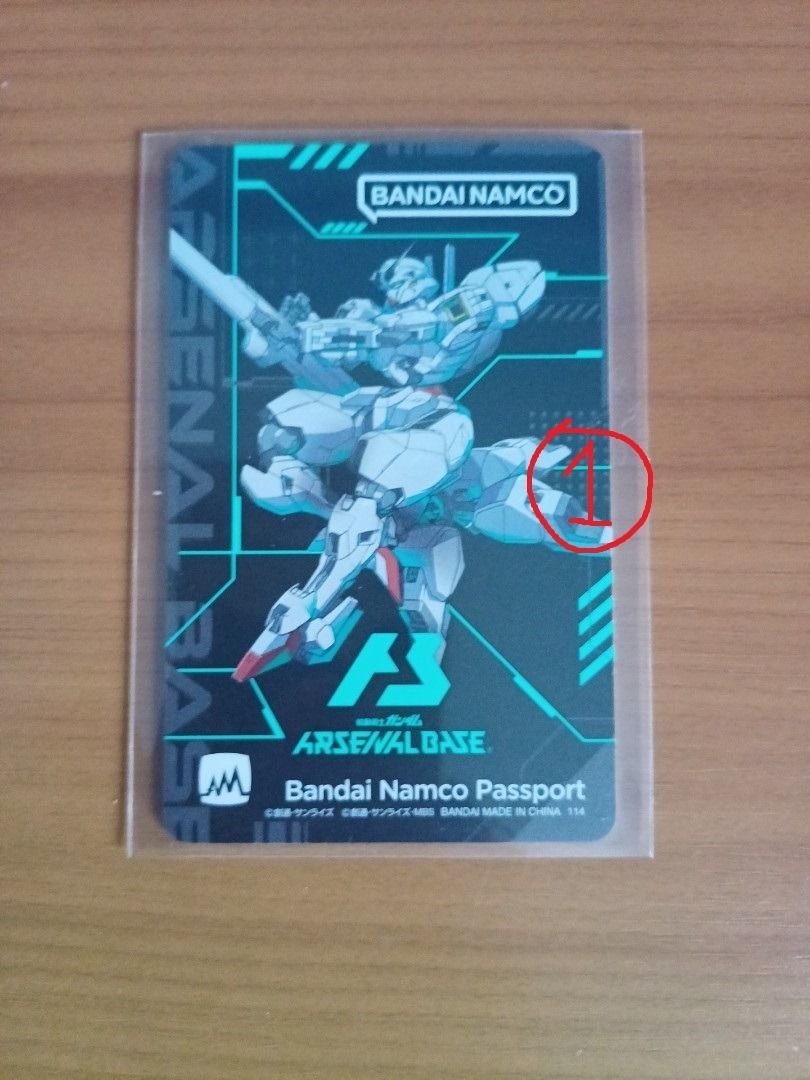 BANDAI NAMCO
ARSENAL BASE
1
機動戦士ガンダム
ARSENAL BASE
Bandai Namco Passport
©創通・サンライズ ©創通・サンライズ・MBS BANDAI MADE IN CHINA 114